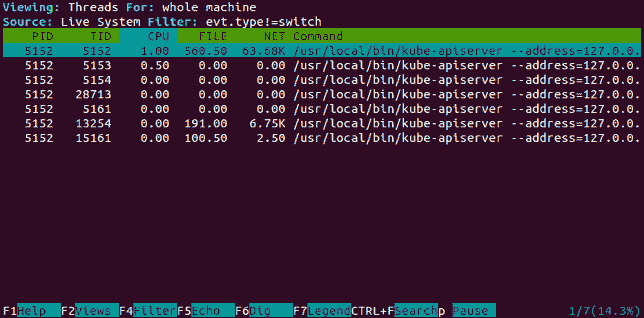 Viewing: Threads For: whole machine
Source: Live System Filter: evt.type!=switch
PID TID CPU FILE NET Command
5152 5152 1.00 560.50 63.68K /usr/local/bin/kube-apiserver --address=127.0.0.
5152 5153 0.50 0.00 0.00 /usr/local/bin/kube-apiserver --address=127.0.0.
5152 5154 0.00 0.00 0.00 /usr/local/bin/kube-apiserver --address=127.0.0.
5152 28713 0.00 0.00 0.00 /usr/local/bin/kube-apiserver --address=127.0.0.
5152 5161 0.00 0.00 0.00 /usr/local/bin/kube-apiserver --address=127.0.0.
5152 13254 0.00 191.00 6.75K /usr/local/bin/kube-apiserver --address=127.0.0.
5152 15161 0.00 100.50 2.50 /usr/local/bin/kube-apiserver --address=127.0.0.
F1Help F2Views F4FilterF5Echo F6Dig F7LegendCTRL+FSearchp Pause 1/7(14.3%)